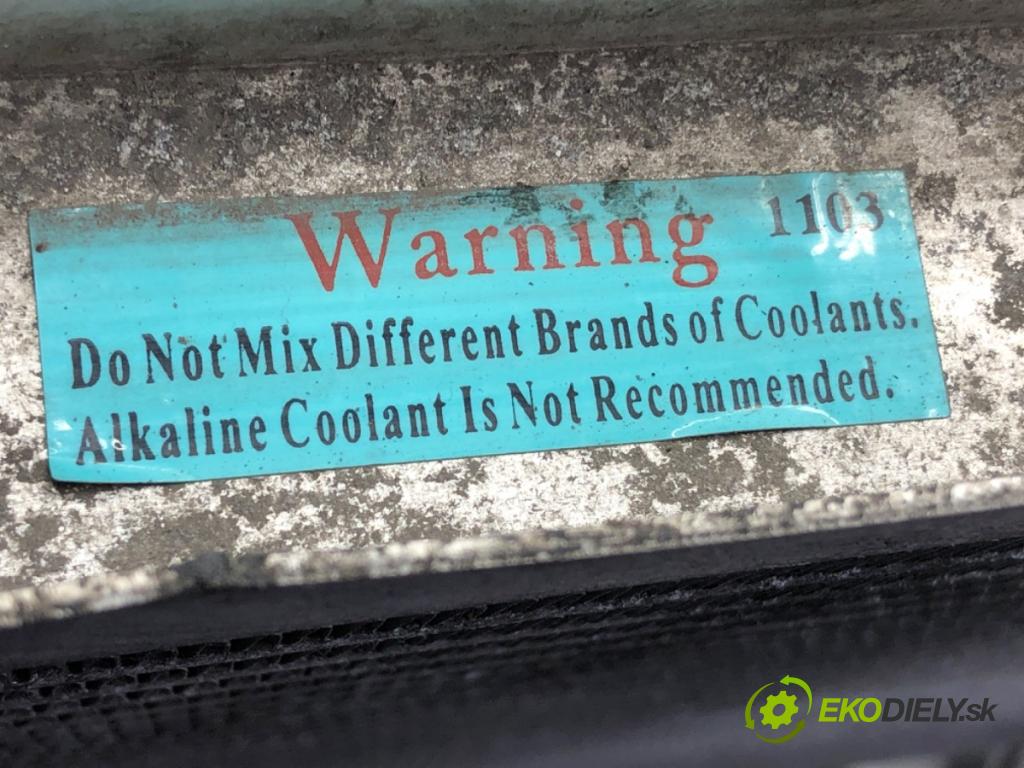 Warning 1103
Do Not Mix Different Brands of Coolants.
Alkaline Coolant Is Not Recommended.
EKODIELY.sk